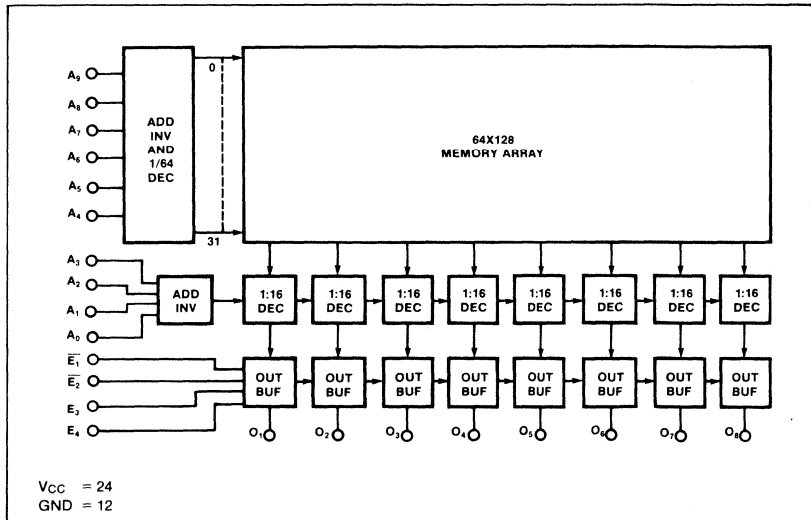 A9
A8
A7
A6
A5
A4
ADD
INV
AND
1/64
DEC
0
31
64X128
MEMORY ARRAY
A3
A2
A1
A0
ADD
INV
1:16
DEC
1:16
DEC
1:16
DEC
1:16
DEC
1:16
DEC
1:16
DEC
1:16
DEC
1:16
DEC
E1
E2
E3
E4
OUT
BUF
OUT
BUF
OUT
BUF
OUT
BUF
OUT
BUF
OUT
BUF
OUT
BUF
OUT
BUF
O1
O2
O3
O4
O5
O6
O7
O8
VCC = 24
GND = 12